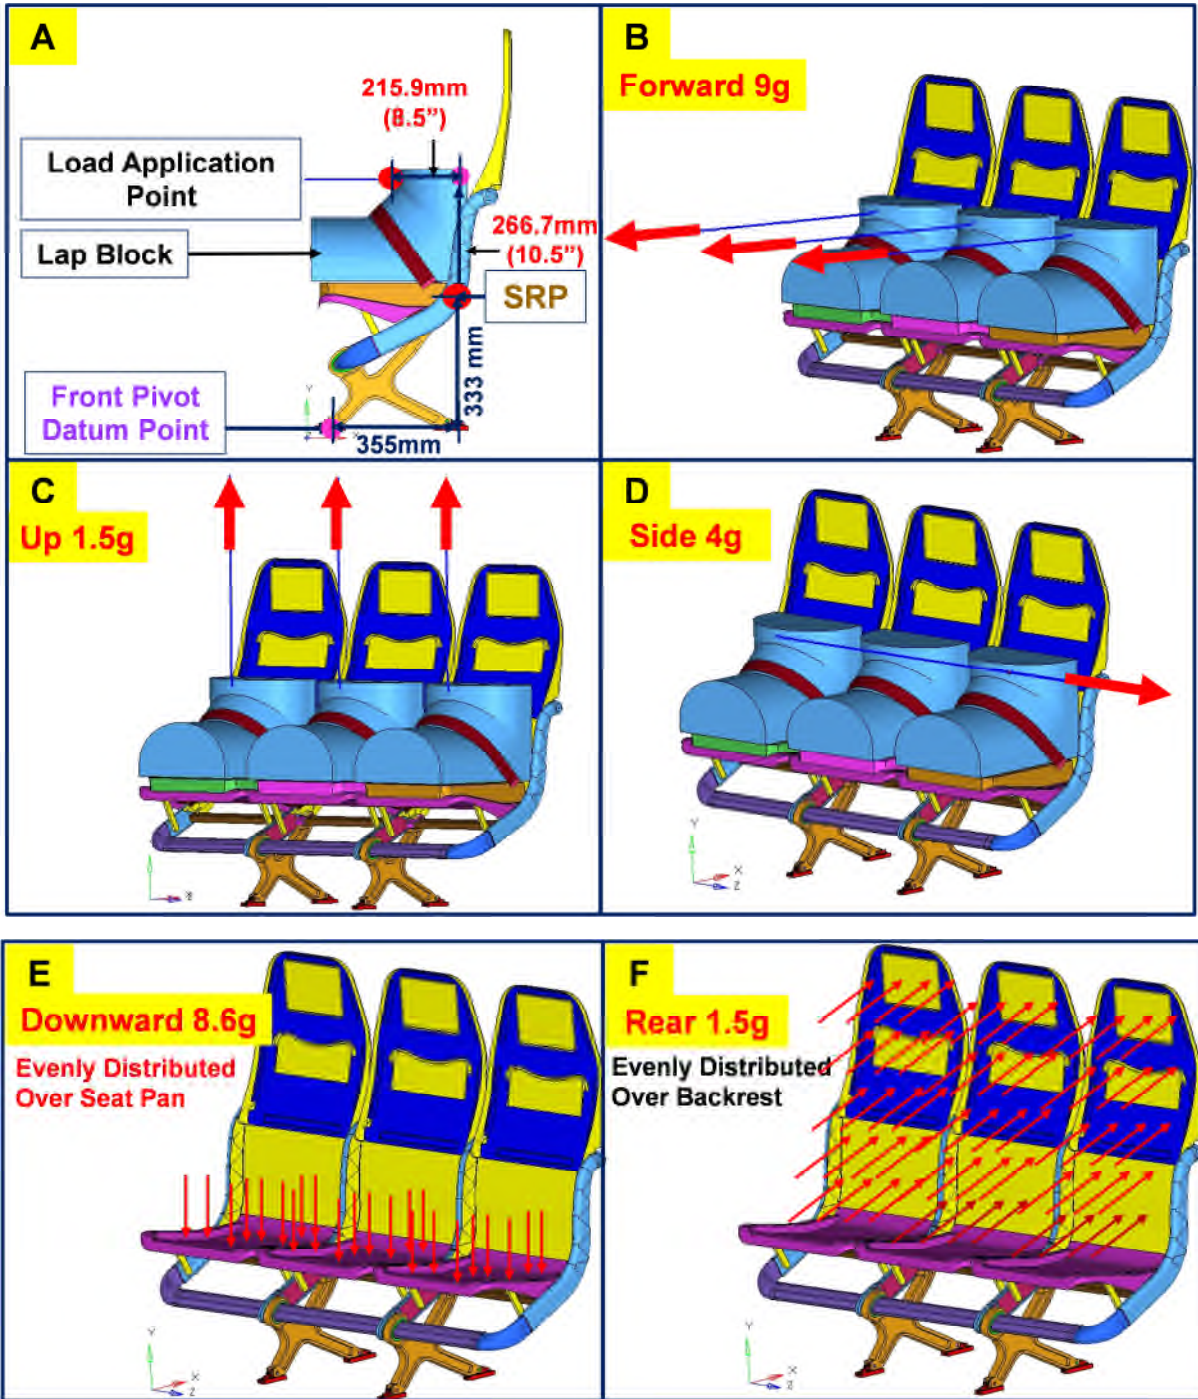 A
215.9mm
(8.5”)
Load Application
Point
Lap Block
266.7mm
(10.5”)
SRP
333 mm
Front Pivot
Datum Point
Y
X
355mm
B
Forward 9g
C
Up 1.5g
Y
D
Side 4g
Y
X
Z
E
Downward 8.6g
Evenly Distributed
Over Seat Pan
Y
X
Z
F
Rear 1.5g
Evenly Distributed
Over Backrest
Y
X